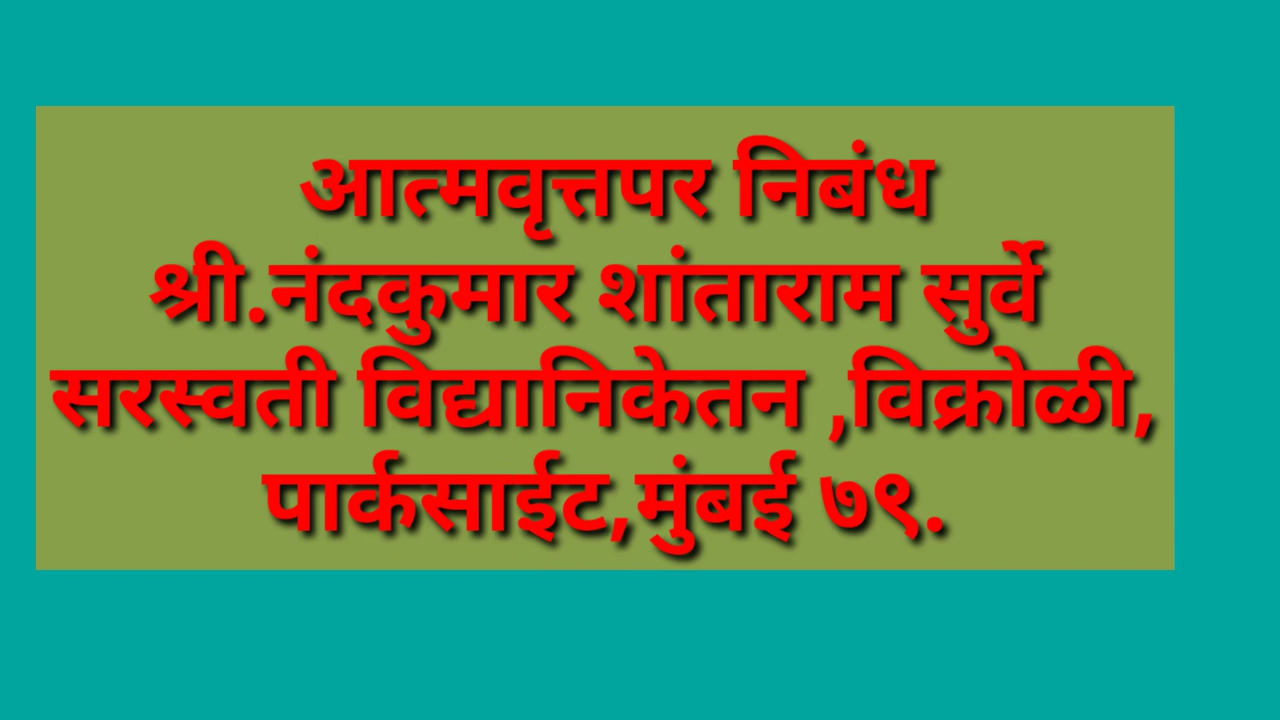 आत्मवृत्तपर निबंध
श्री.नंदकुमार शांताराम सुर्वे
सरस्वती विद्यानिकेतन ,विक्रोळी,
पार्कसाईट,मुंबई ७९.